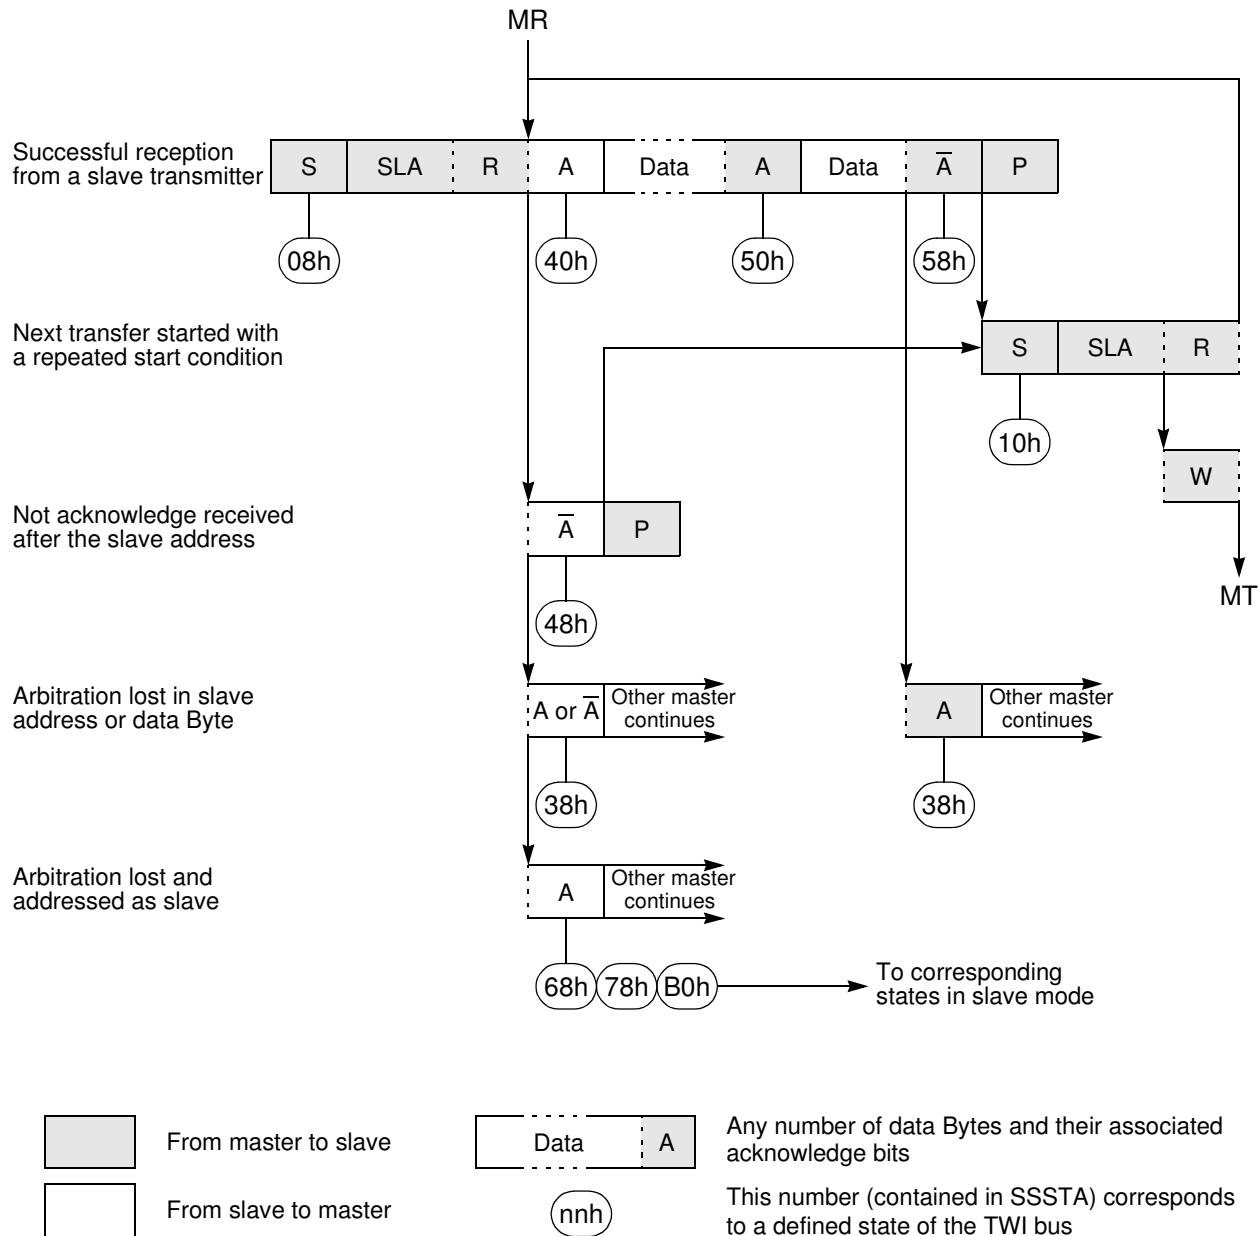 MR
Successful reception
from a slave transmitter
S SLA R A Data A Data A̅ P
08h 40h 50h 58h
Next transfer started with
a repeated start condition
S SLA R
10h
W
MT
Not acknowledge received
after the slave address
A̅ P
48h
Arbitration lost in slave
address or data Byte
A or A̅
Other master
continues
A
Other master
continues
38h 38h
Arbitration lost and
addressed as slave
A
Other master
continues
68h 78h B0h
To corresponding
states in slave mode
From master to slave
Data A
Any number of data Bytes and their associated
acknowledge bits
From slave to master
nnh
This number (contained in SSSTA) corresponds
to a defined state of the TWI bus